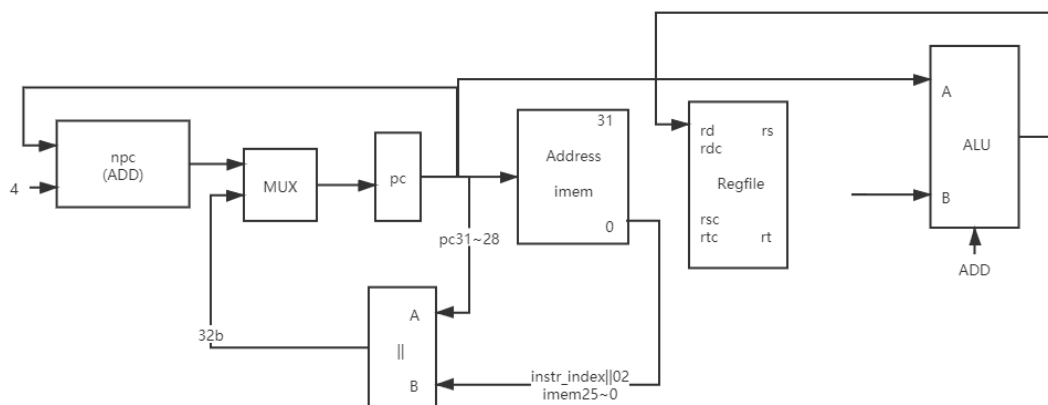 npc
(ADD)
4
MUX
pc
31
Address
imem
0
rd rs
rdc
Regfile
rsc
rtc rt
A
ALU
B
ADD
pc31~28
32b
A
||
B
instr_index||02
imem25~0